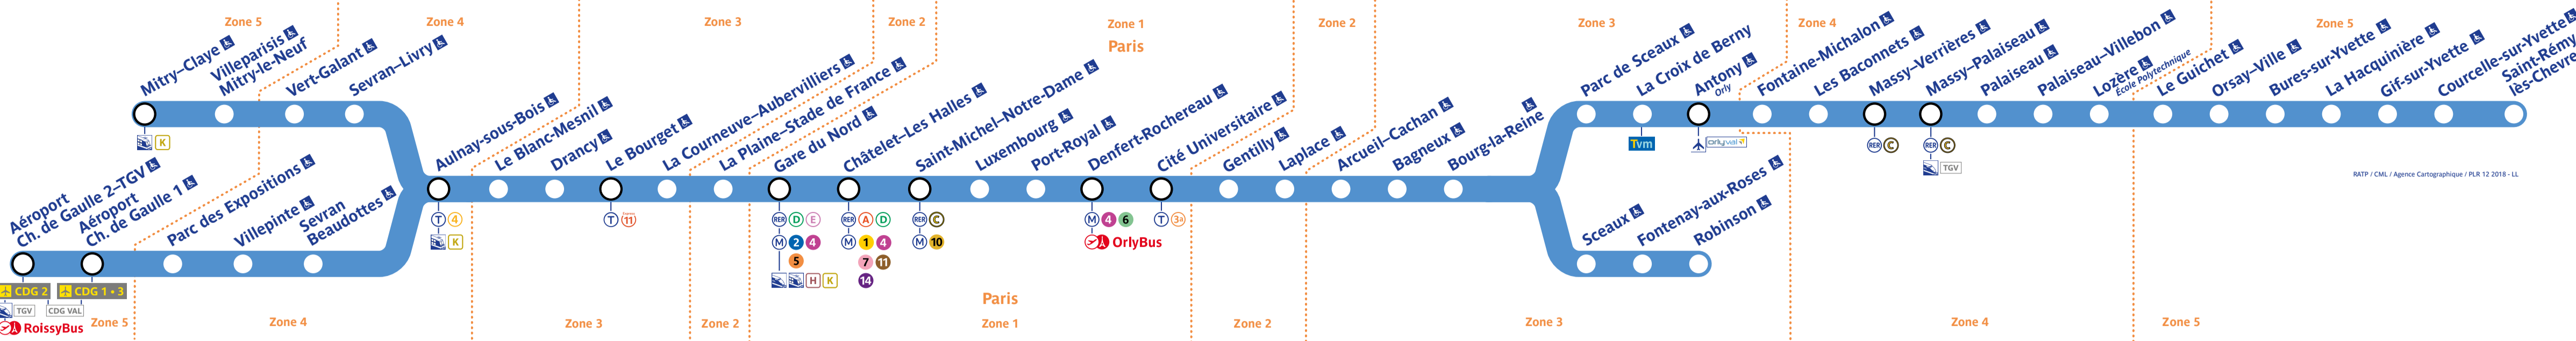 Zone 5
Zone 4
Zone 3
Zone 2
Zone 1
Paris
Zone 2
Zone 3
Zone 4
Zone 5
Mitry–Claye
Villeparisis
Mitry-le-Neuf
Vert-Galant
Sevran–Livry
K
Aéroport
Ch. de Gaulle 2–TGV
Aéroport
Ch. de Gaulle 1
Parc des Expositions
Villepinte
Sevran
Beaudottes
CDG 2
CDG 1 • 3
TGV
CDG VAL
RoissyBus
Aulnay-sous-Bois
T 4
K
Le Blanc-Mesnil
Drancy
Le Bourget
T 11
La Courneuve–Aubervilliers
La Plaine–Stade de France
Gare du Nord
RER D E
M 2 4
5
H K
Châtelet–Les Halles
RER A D
M 1 4
7 11
14
Saint-Michel–Notre-Dame
RER C
M 10
Luxembourg
Port-Royal
Denfert-Rochereau
M 4 6
OrlyBus
Cité Universitaire
T 3a
Gentilly
Laplace
Arcueil–Cachan
Bagneux
Bourg-la-Reine
Parc de Sceaux
La Croix de Berny
Tvm
Antony
Orly
orlyval
Fontaine-Michalon
Les Baconnets
Massy–Verrières
RER C
Massy–Palaiseau
RER C
TGV
Palaiseau
Palaiseau–Villebon
Lozère
École Polytechnique
Le Guichet
Orsay–Ville
Bures-sur-Yvette
La Hacquinière
Gif-sur-Yvette
Courcelle-sur-Yvette
Saint-Rémy
lès-Chevre
Sceaux
Fontenay-aux-Roses
Robinson
RATP / CML / Agence Cartographique / PLR 12 2018 - LL
Zone 5
Zone 4
Zone 3
Zone 2
Paris
Zone 1
Zone 2
Zone 3
Zone 4
Zone 5